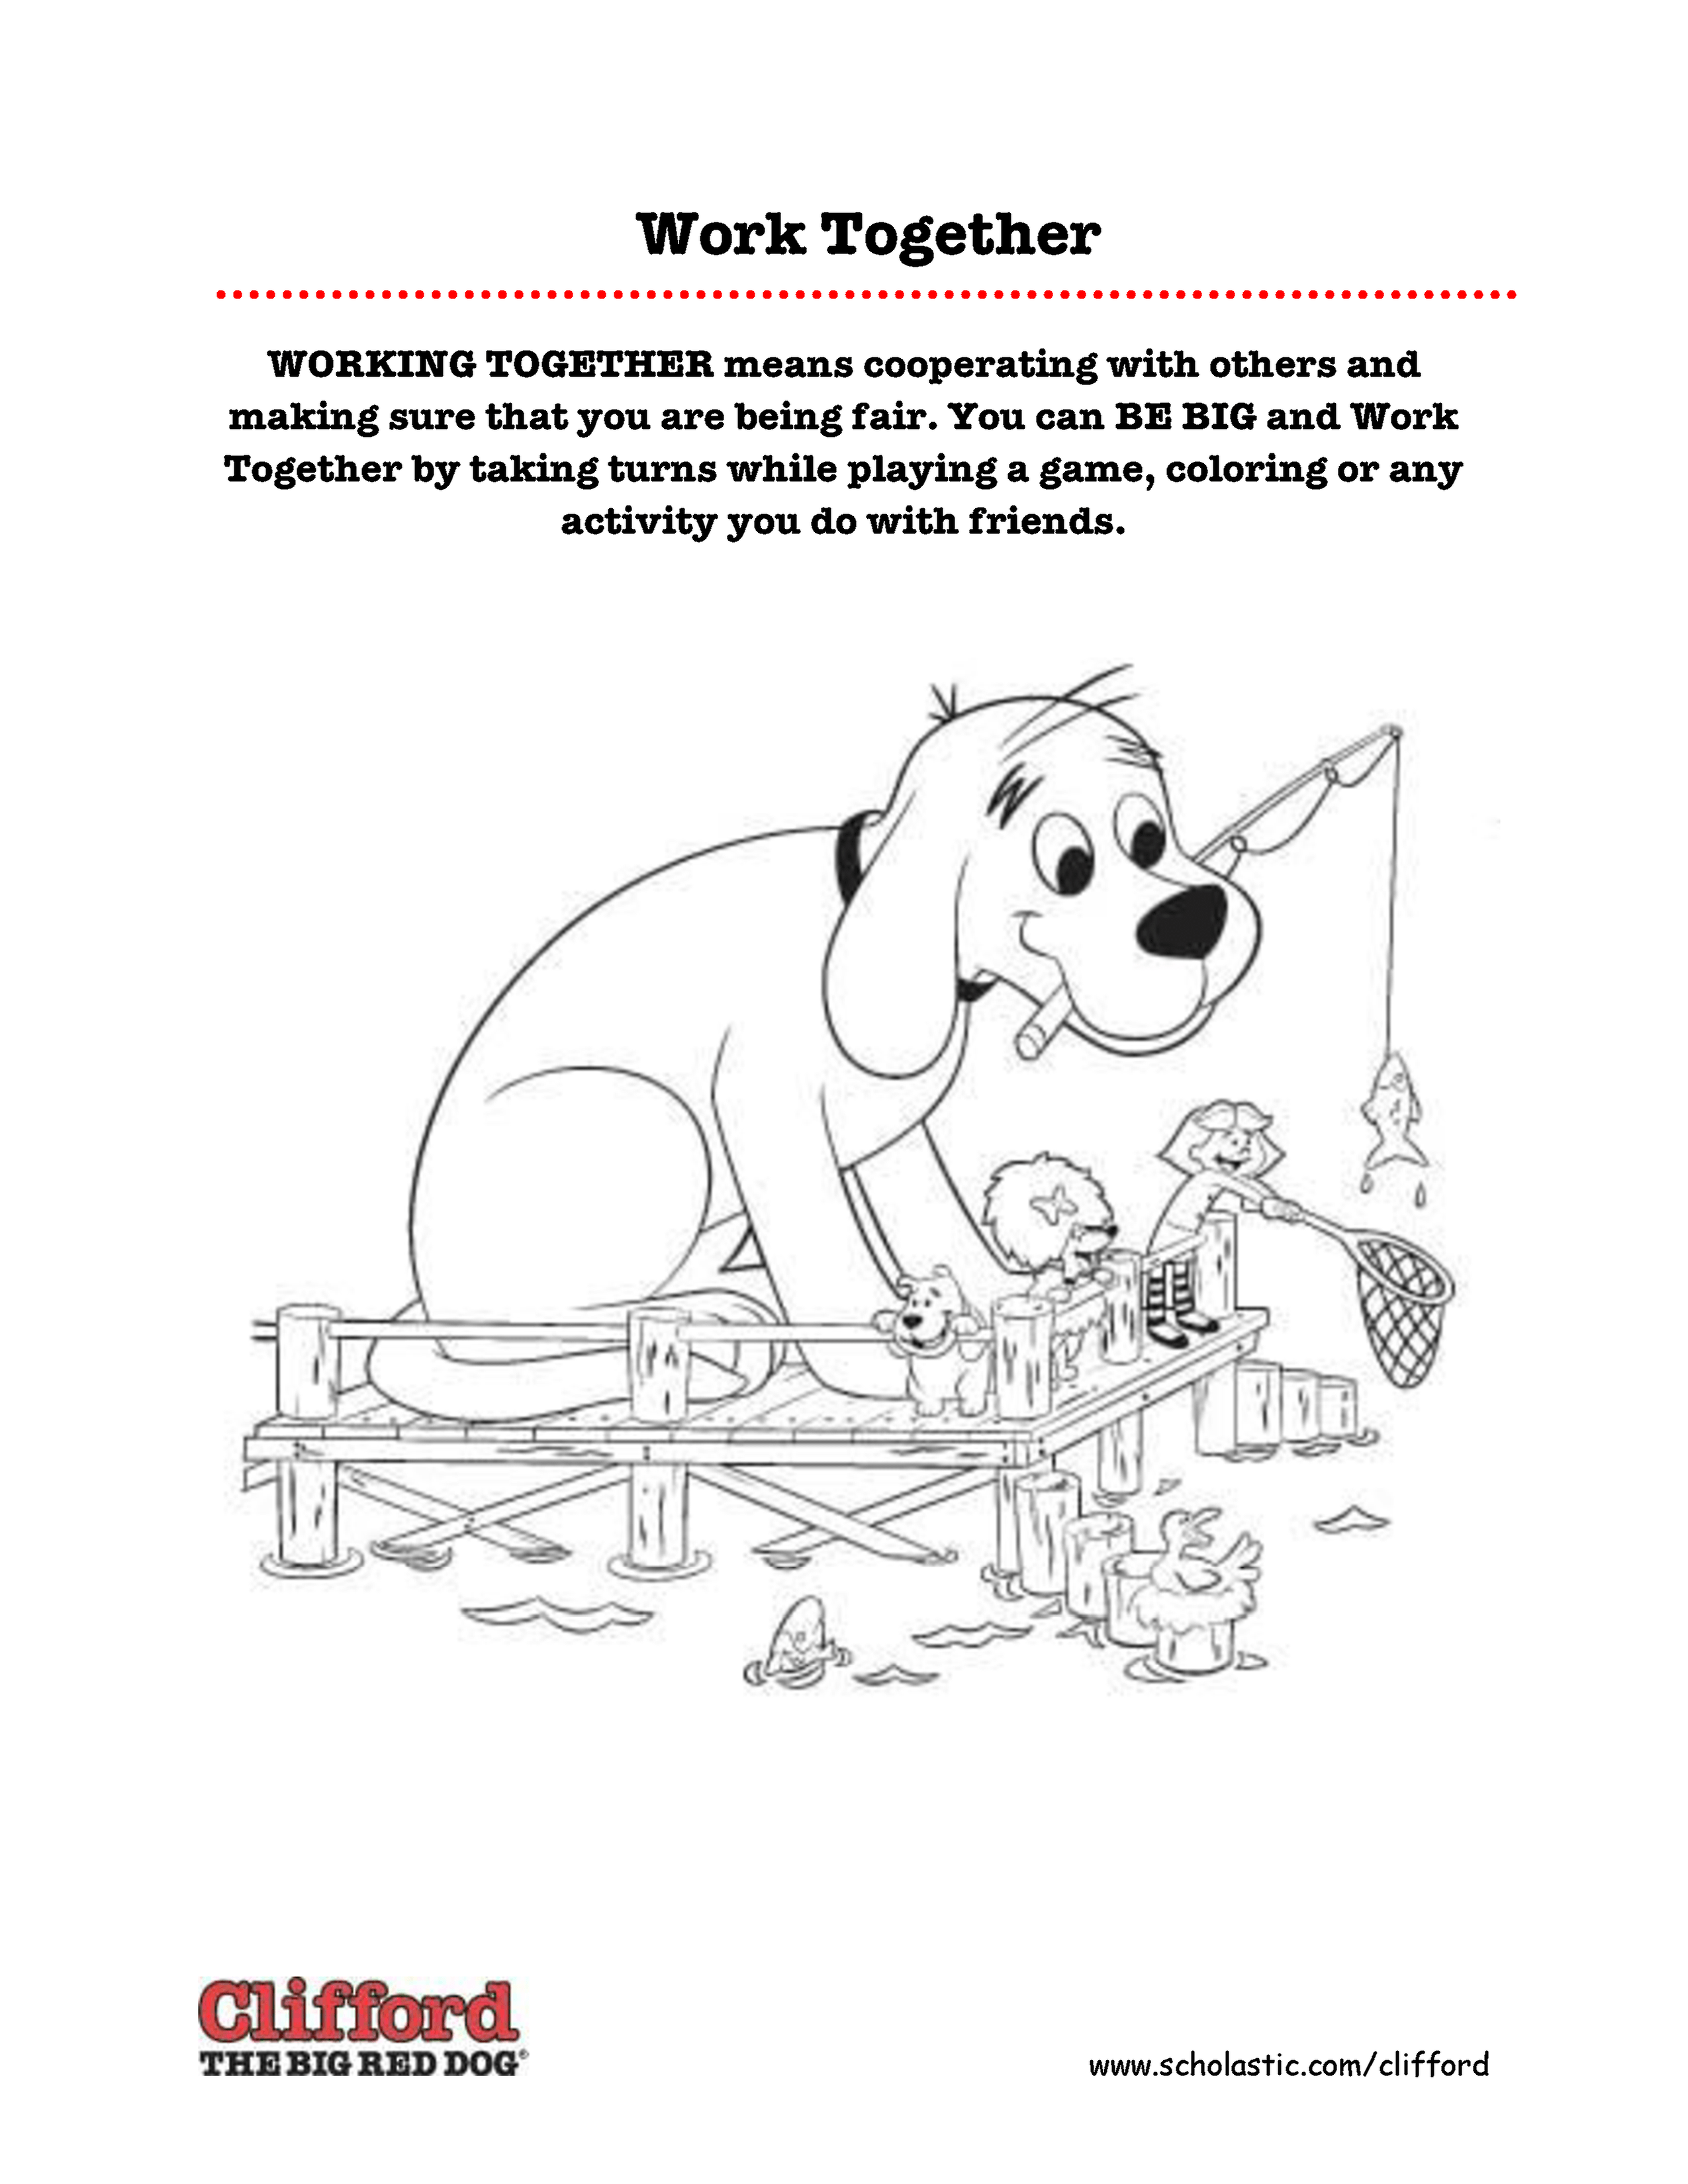 Work Together
WORKING TOGETHER means cooperating with others and
making sure that you are being fair. You can BE BIG and Work
Together by taking turns while playing a game, coloring or any
activity you do with friends.
Clifford
THE BIG RED DOG®
www.scholastic.com/clifford